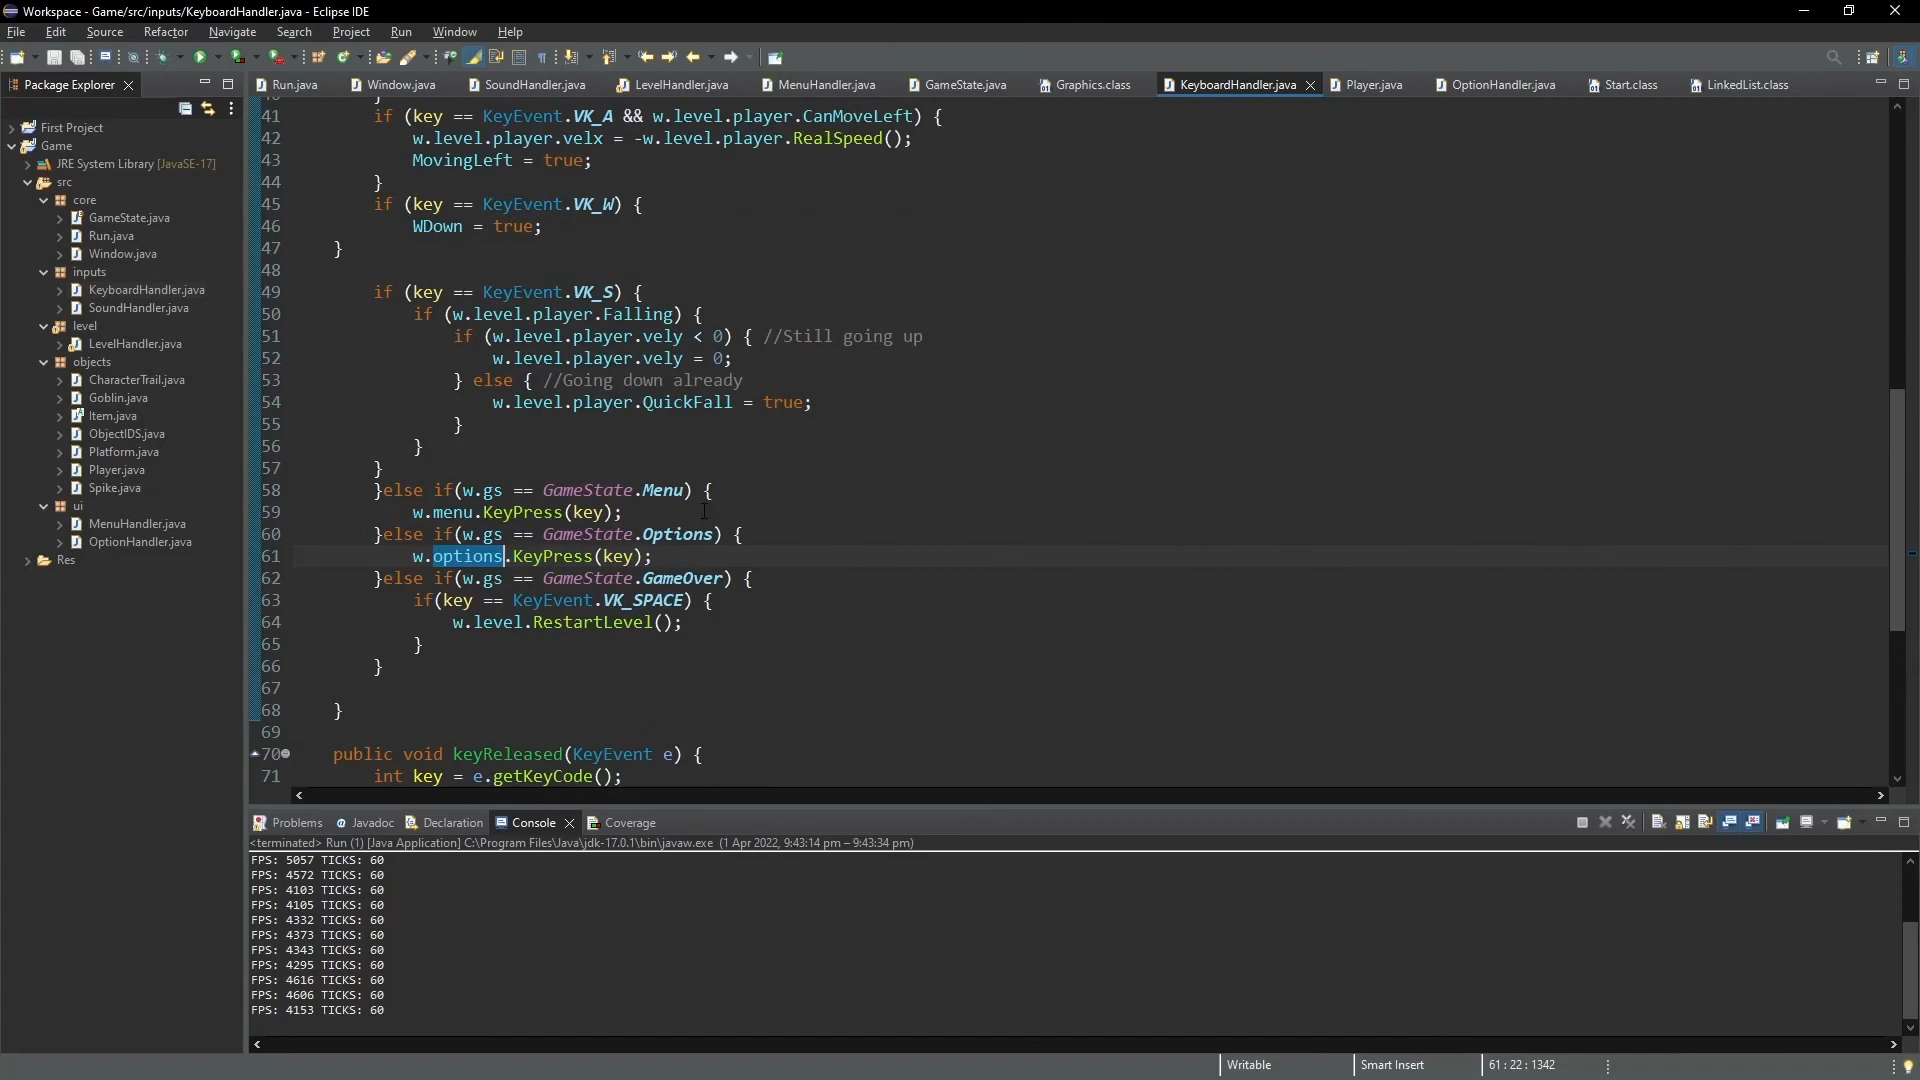 Workspace - Game/src/inputs/KeyboardHandler.java - Eclipse IDE
File Edit Source Refactor Navigate Search Project Run Window Help
Package Explorer
Run.java Window.java SoundHandler.java LevelHandler.java MenuHandler.java GameState.java Graphics.class KeyboardHandler.java Player.java OptionHandler.java Start.class LinkedList.class
First Project
Game
JRE System Library [JavaSE-17]
src
core
GameState.java
Run.java
Window.java
inputs
KeyboardHandler.java
SoundHandler.java
level
LevelHandler.java
objects
CharacterTrail.java
Goblin.java
Item.java
ObjectIDS.java
Platform.java
Player.java
Spike.java
ui
MenuHandler.java
OptionHandler.java
Res
}
41 if (key == KeyEvent.VK_A && w.level.player.CanMoveLeft) {
42 w.level.player.velx = -w.level.player.RealSpeed();
43 MovingLeft = true;
44 }
45 if (key == KeyEvent.VK_W) {
46 WDown = true;
47 }
48
49 if (key == KeyEvent.VK_S) {
50 if (w.level.player.Falling) {
51 if (w.level.player.vely < 0) { //Still going up
52 w.level.player.vely = 0;
53 } else { //Going down already
54 w.level.player.QuickFall = true;
55 }
56 }
57 }
58 }else if(w.gs == GameState.Menu) {
59 w.menu.KeyPress(key);
60 }else if(w.gs == GameState.Options) {
61 w.options.KeyPress(key);
62 }else if(w.gs == GameState.GameOver) {
63 if(key == KeyEvent.VK_SPACE) {
64 w.level.RestartLevel();
65 }
66 }
67
68 }
69
70 public void keyReleased(KeyEvent e) {
71 int key = e.getKeyCode();
Problems Javadoc Declaration Console Coverage
<terminated> Run (1) [Java Application] C:\Program Files\Java\jdk-17.0.1\bin\javaw.exe (1 Apr 2022, 9:43:14 pm – 9:43:34 pm)
FPS: 5057 TICKS: 60
FPS: 4572 TICKS: 60
FPS: 4103 TICKS: 60
FPS: 4105 TICKS: 60
FPS: 4332 TICKS: 60
FPS: 4373 TICKS: 60
FPS: 4343 TICKS: 60
FPS: 4295 TICKS: 60
FPS: 4616 TICKS: 60
FPS: 4606 TICKS: 60
FPS: 4153 TICKS: 60
Writable Smart Insert 61 : 22 : 1342